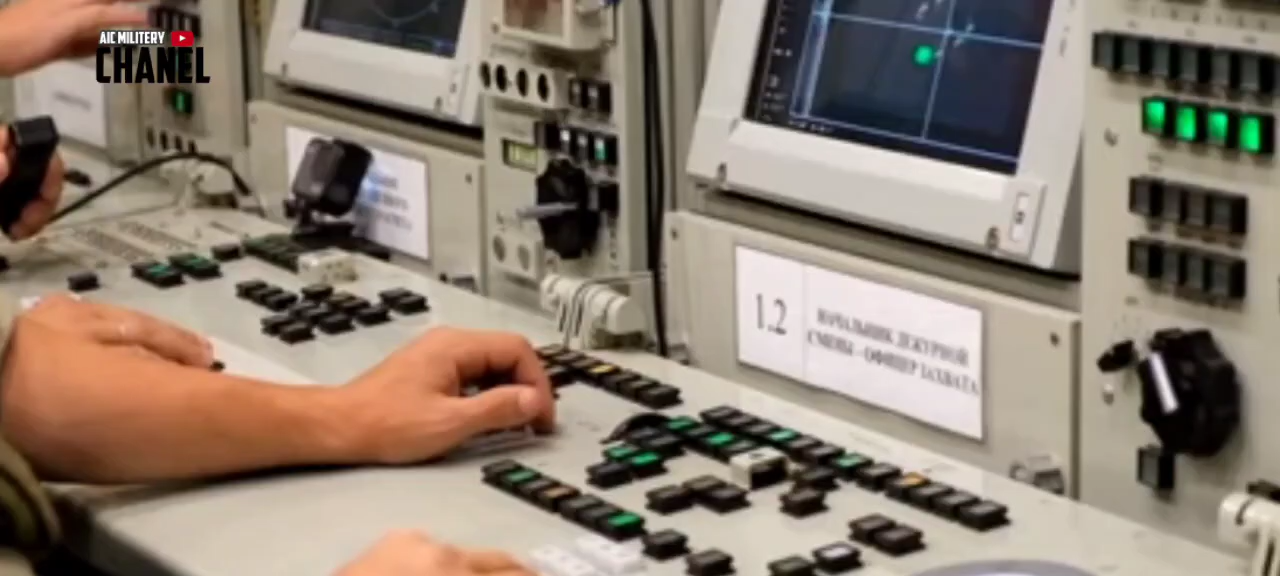 AIC MILITERY
CHANEL
1.2
НАЧАЛЬНИК ДЕЖУРНОЙ
СМЕНЫ - ОФИЦЕР ЗАХВАТА